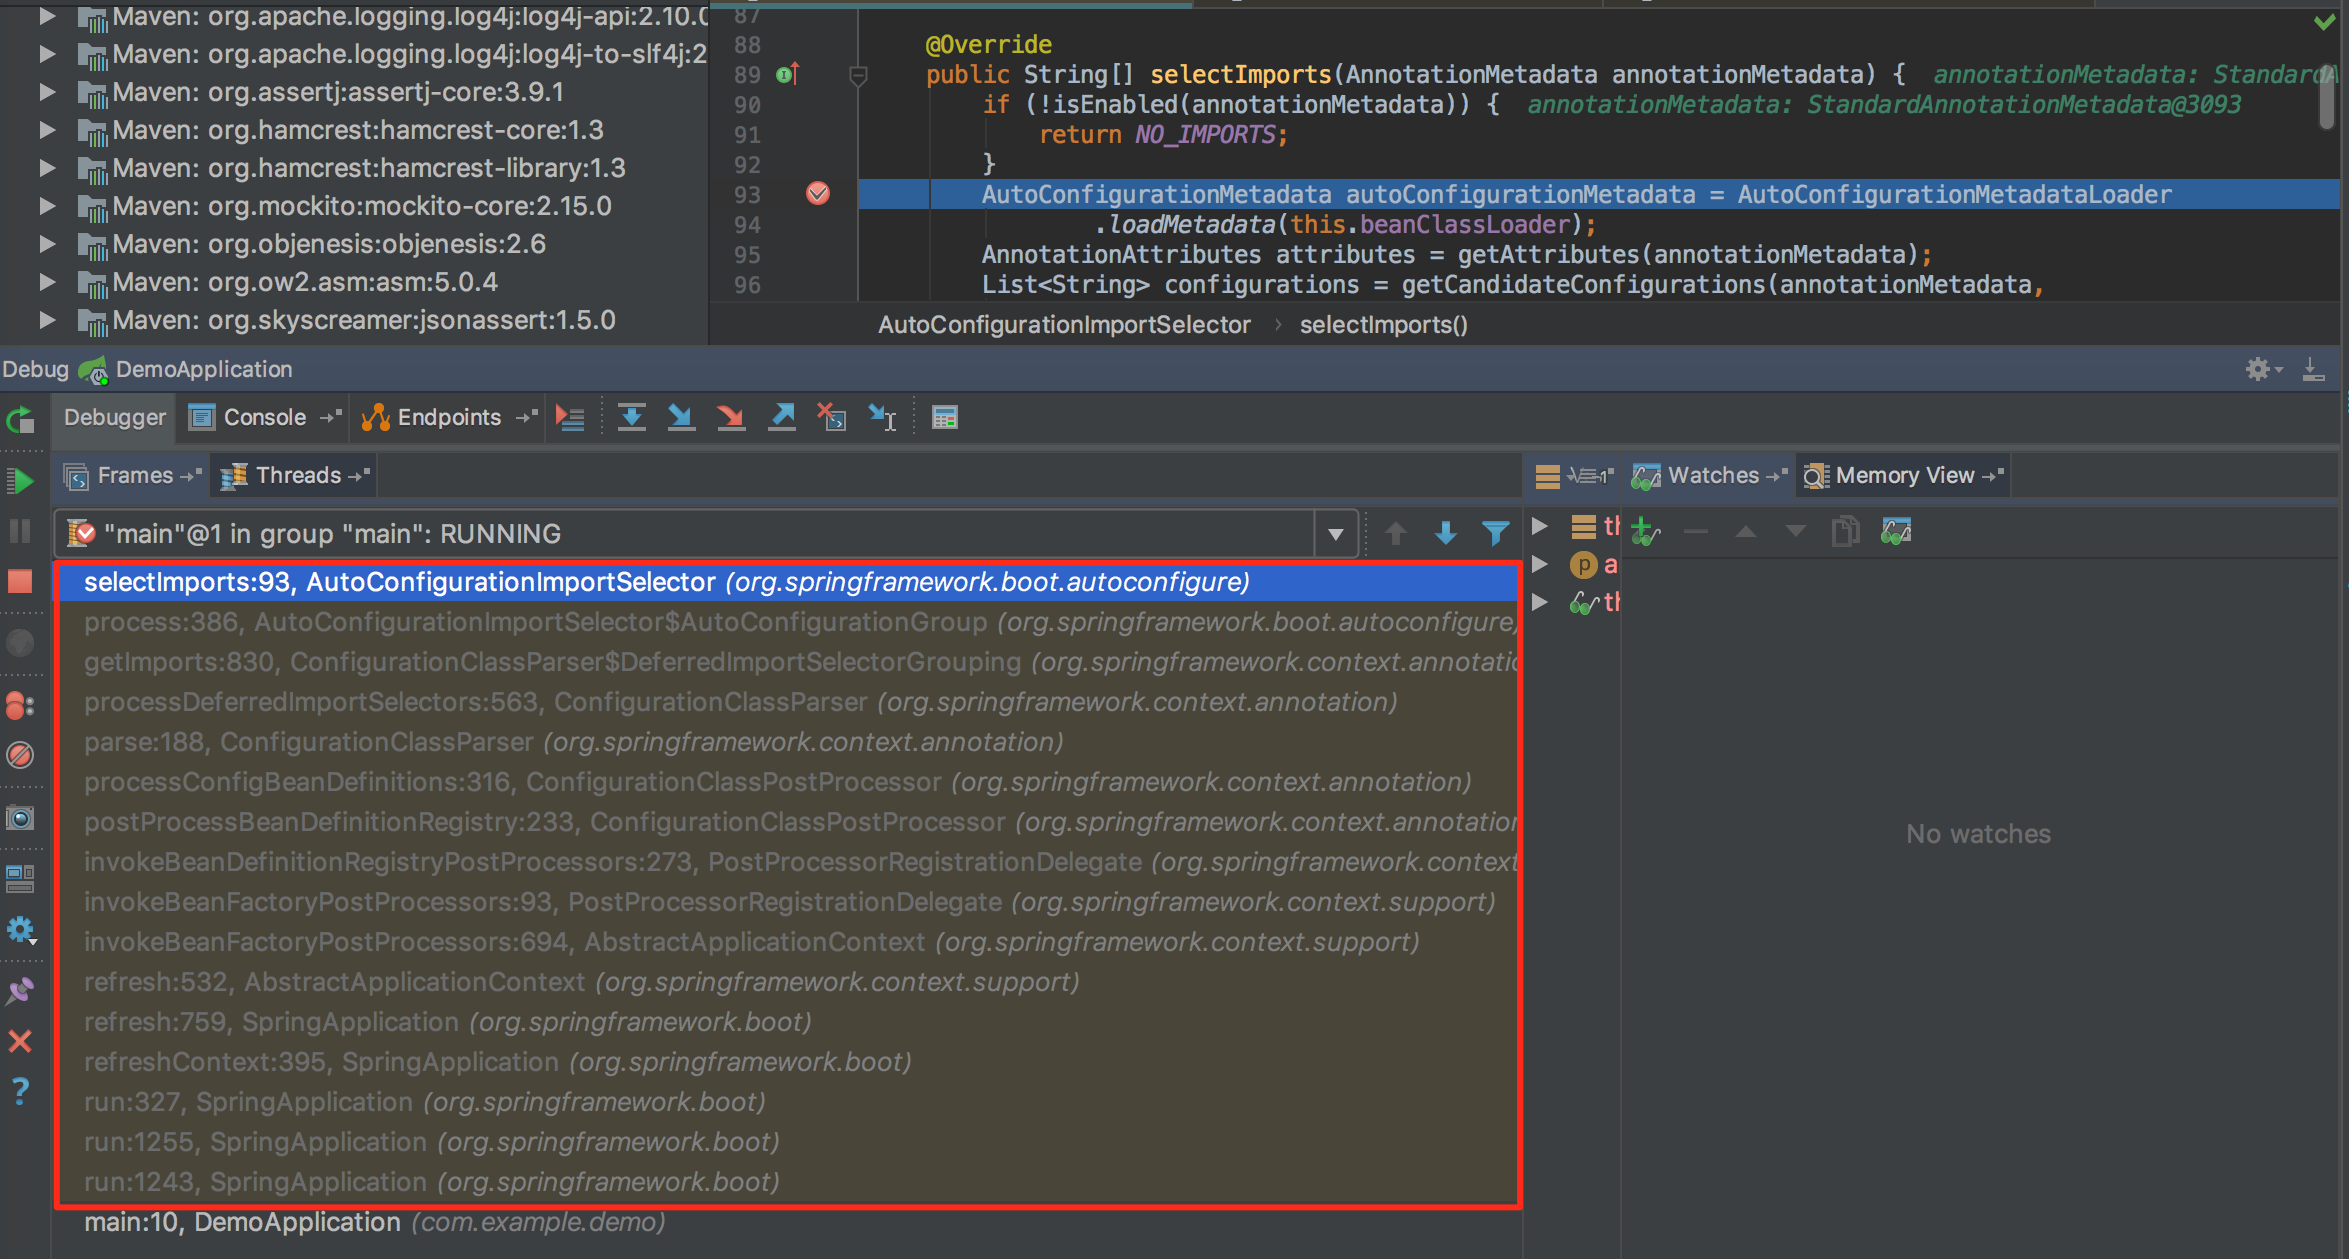 Maven: org.apache.logging.log4j:log4j-api:2.10.0
Maven: org.apache.logging.log4j:log4j-to-slf4j:2
Maven: org.assertj:assertj-core:3.9.1
Maven: org.hamcrest:hamcrest-core:1.3
Maven: org.hamcrest:hamcrest-library:1.3
Maven: org.mockito:mockito-core:2.15.0
Maven: org.objenesis:objenesis:2.6
Maven: org.ow2.asm:asm:5.0.4
Maven: org.skyscreamer:jsonassert:1.5.0
87
88 @Override
89 public String[] selectImports(AnnotationMetadata annotationMetadata) { annotationMetadata: StandardA
90 if (!isEnabled(annotationMetadata)) { annotationMetadata: StandardAnnotationMetadata@3093
91 return NO_IMPORTS;
92 }
93 AutoConfigurationMetadata autoConfigurationMetadata = AutoConfigurationMetadataLoader
94 .loadMetadata(this.beanClassLoader);
95 AnnotationAttributes attributes = getAttributes(annotationMetadata);
96 List<String> configurations = getCandidateConfigurations(annotationMetadata,
AutoConfigurationImportSelector › selectImports()
Debug DemoApplication
Debugger Console Endpoints
Frames Threads Watches Memory View
"main"@1 in group "main": RUNNING
selectImports:93, AutoConfigurationImportSelector (org.springframework.boot.autoconfigure)
process:386, AutoConfigurationImportSelector$AutoConfigurationGroup (org.springframework.boot.autoconfigure)
getImports:830, ConfigurationClassParser$DeferredImportSelectorGrouping (org.springframework.context.annotatio
processDeferredImportSelectors:563, ConfigurationClassParser (org.springframework.context.annotation)
parse:188, ConfigurationClassParser (org.springframework.context.annotation)
processConfigBeanDefinitions:316, ConfigurationClassPostProcessor (org.springframework.context.annotation)
postProcessBeanDefinitionRegistry:233, ConfigurationClassPostProcessor (org.springframework.context.annotation
invokeBeanDefinitionRegistryPostProcessors:273, PostProcessorRegistrationDelegate (org.springframework.context
invokeBeanFactoryPostProcessors:93, PostProcessorRegistrationDelegate (org.springframework.context.support)
invokeBeanFactoryPostProcessors:694, AbstractApplicationContext (org.springframework.context.support)
refresh:532, AbstractApplicationContext (org.springframework.context.support)
refresh:759, SpringApplication (org.springframework.boot)
refreshContext:395, SpringApplication (org.springframework.boot)
run:327, SpringApplication (org.springframework.boot)
run:1255, SpringApplication (org.springframework.boot)
run:1243, SpringApplication (org.springframework.boot)
main:10, DemoApplication (com.example.demo)
th
p a
th
No watches